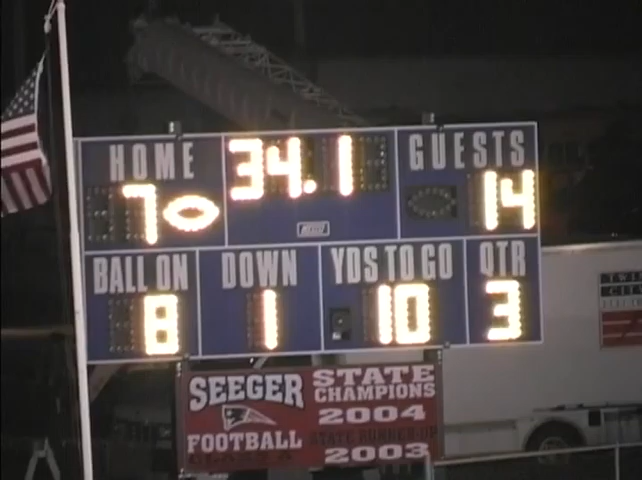 HOME 34.1 GUESTS
7 14
BALL ON DOWN YDS TO GO QTR
8 1 10 3
SEEGER
FOOTBALL
STATE
CHAMPIONS
2004
STATE RUNNER-UP
2003